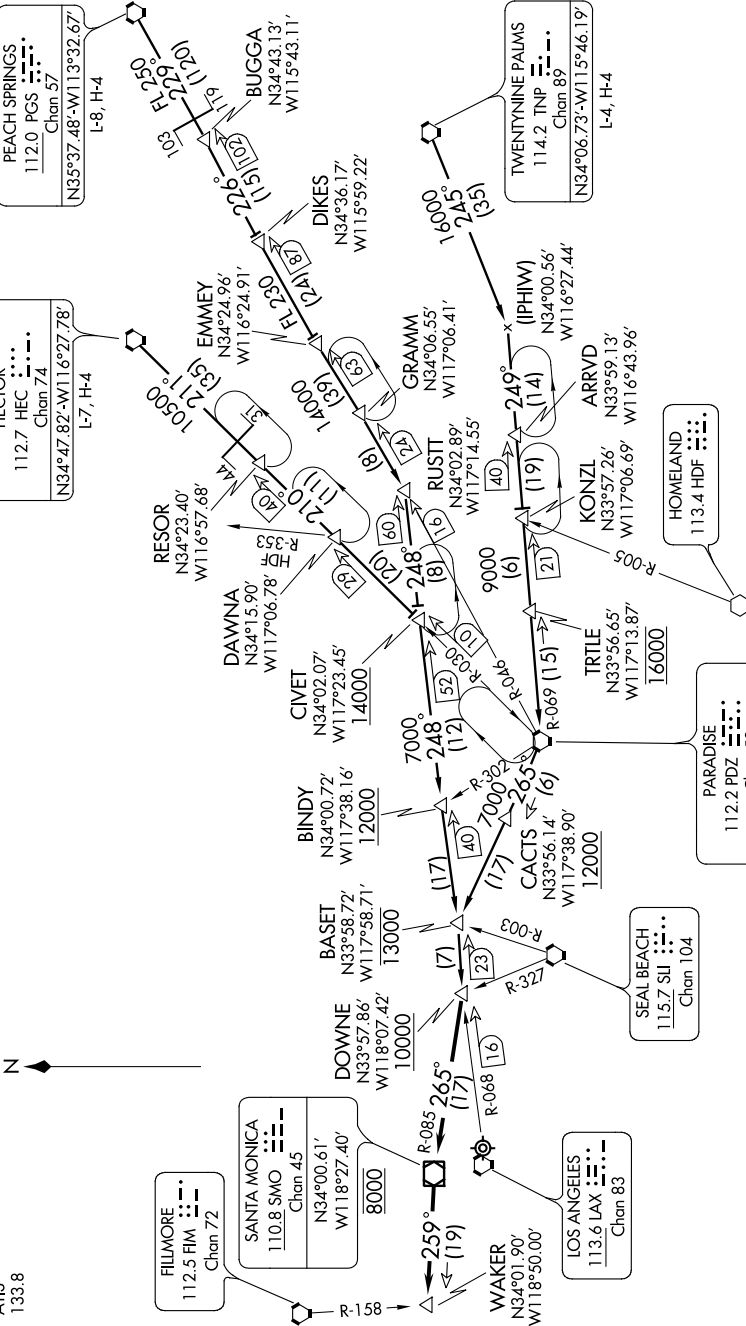 ATIS
133.8
N
FILLMORE
112.5 FIM
Chan 72
R-158
WAKER
N34°01.90'
W118°50.00'
259°
(19)
SANTA MONICA
110.8 SMO
Chan 45
N34°00.61'
W118°27.40'
8000
R-085
265°
(17)
LOS ANGELES
113.6 LAX
Chan 83
R-068
16
DOWNE
N33°57.86'
W118°07.42'
10000
(7)
23
R-327
R-003
SEAL BEACH
115.7 SLI
Chan 104
BASET
N33°58.72'
W117°58.71'
13000
(17)
40
BINDY
N34°00.72'
W117°38.16'
12000
(17)
CACTS
N33°56.14'
W117°38.90'
12000
7000
265°
(6)
R-302
PARADISE
112.2 PDZ
7000
248°
(12)
52
CIVET
N34°02.07'
W117°23.45'
14000
R-030
10
R-046
16
248°
(8)
60
(20)
29
DAWNA
N34°15.90'
W117°06.78'
HDF
R-353
210°
(11)
40
RESOR
N34°23.40'
W116°57.68'
44
31
10500
211°
(35)
HECTOR
112.7 HEC
Chan 74
N34°47.82'-W116°27.78'
L-7, H-4
RUSTT
N34°02.89'
W117°14.55'
(8)
24
GRAMM
N34°06.55'
W117°06.41'
14000
(39)
63
EMMEY
N34°24.96'
W116°24.91'
FL 230
(24)
87
DIKES
N34°36.17'
W115°59.22'
226°
(15)
102
BUGGA
N34°43.13'
W115°43.11'
103
119
FL 250
229°
(120)
PEACH SPRINGS
112.0 PGS
Chan 57
N35°37.48'-W113°32.67'
L-8, H-4
R-069
(15)
TRTLE
N33°56.65'
W117°13.87'
16000
9000
(6)
21
KONZL
N33°57.26'
W117°06.69'
R-005
HOMELAND
113.4 HDF
(19)
40
ARRVD
N33°59.13'
W116°43.96'
249°
(14)
(IPHIW)
N34°00.56'
W116°27.44'
16000
245°
(35)
TWENTYNINE PALMS
114.2 TNP
Chan 89
N34°06.73'-W115°46.19'
L-4, H-4